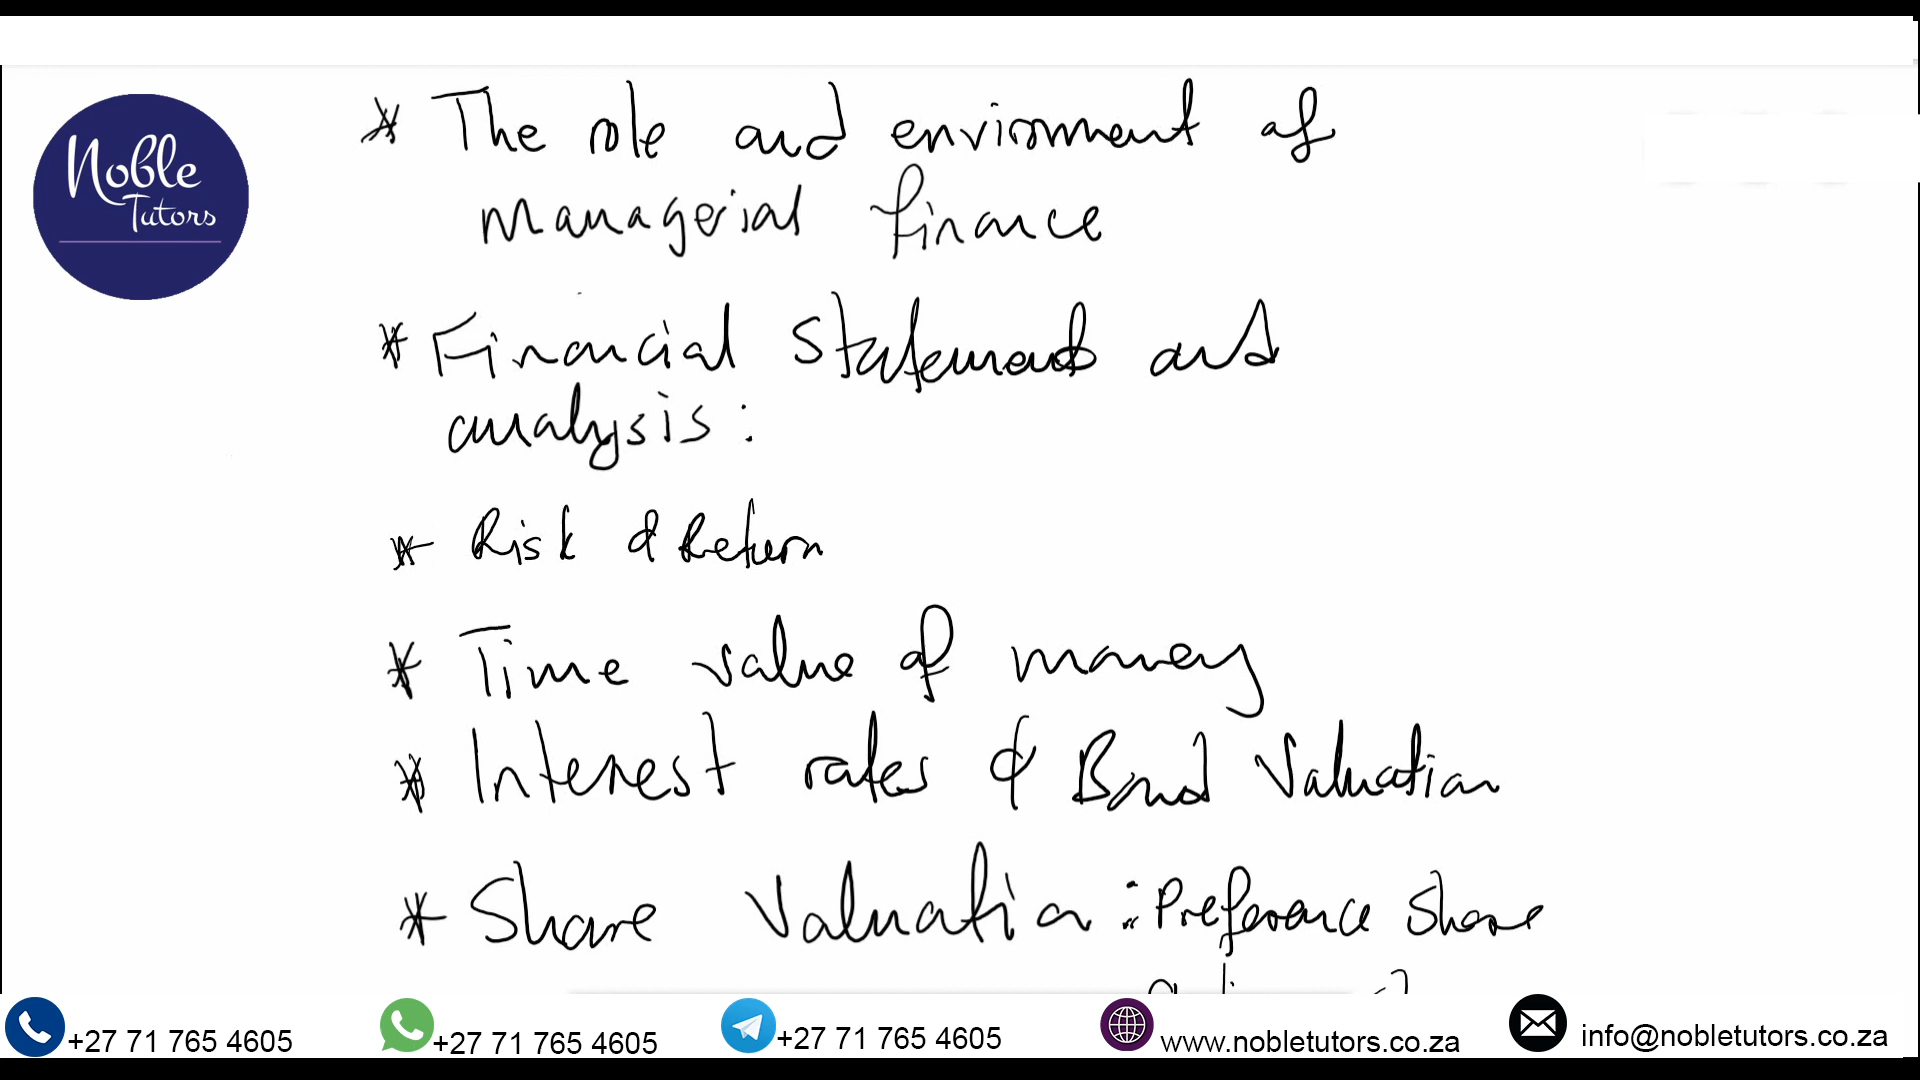 Noble
Tutors
* The role and environment of
managerial finance
* Financial statements and
analysis:
* Risk & Return
* Time value of money
* Interest rates & Bond Valuation
* Share Valuation : Preference Share
+27 71 765 4605
+27 71 765 4605
+27 71 765 4605
www.nobletutors.co.za
info@nobletutors.co.za